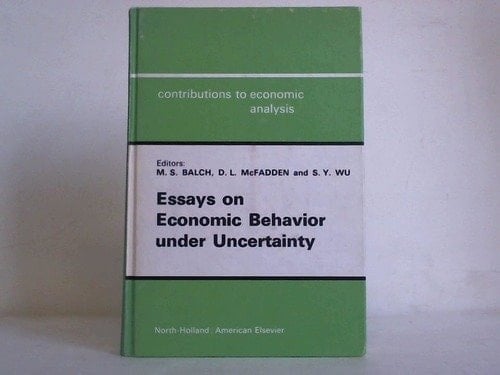 contributions to economic
analysis
Editors:
M. S. BALCH, D. L. McFADDEN and S. Y. WU
Essays on
Economic Behavior
under Uncertainty
North-Holland / American Elsevier